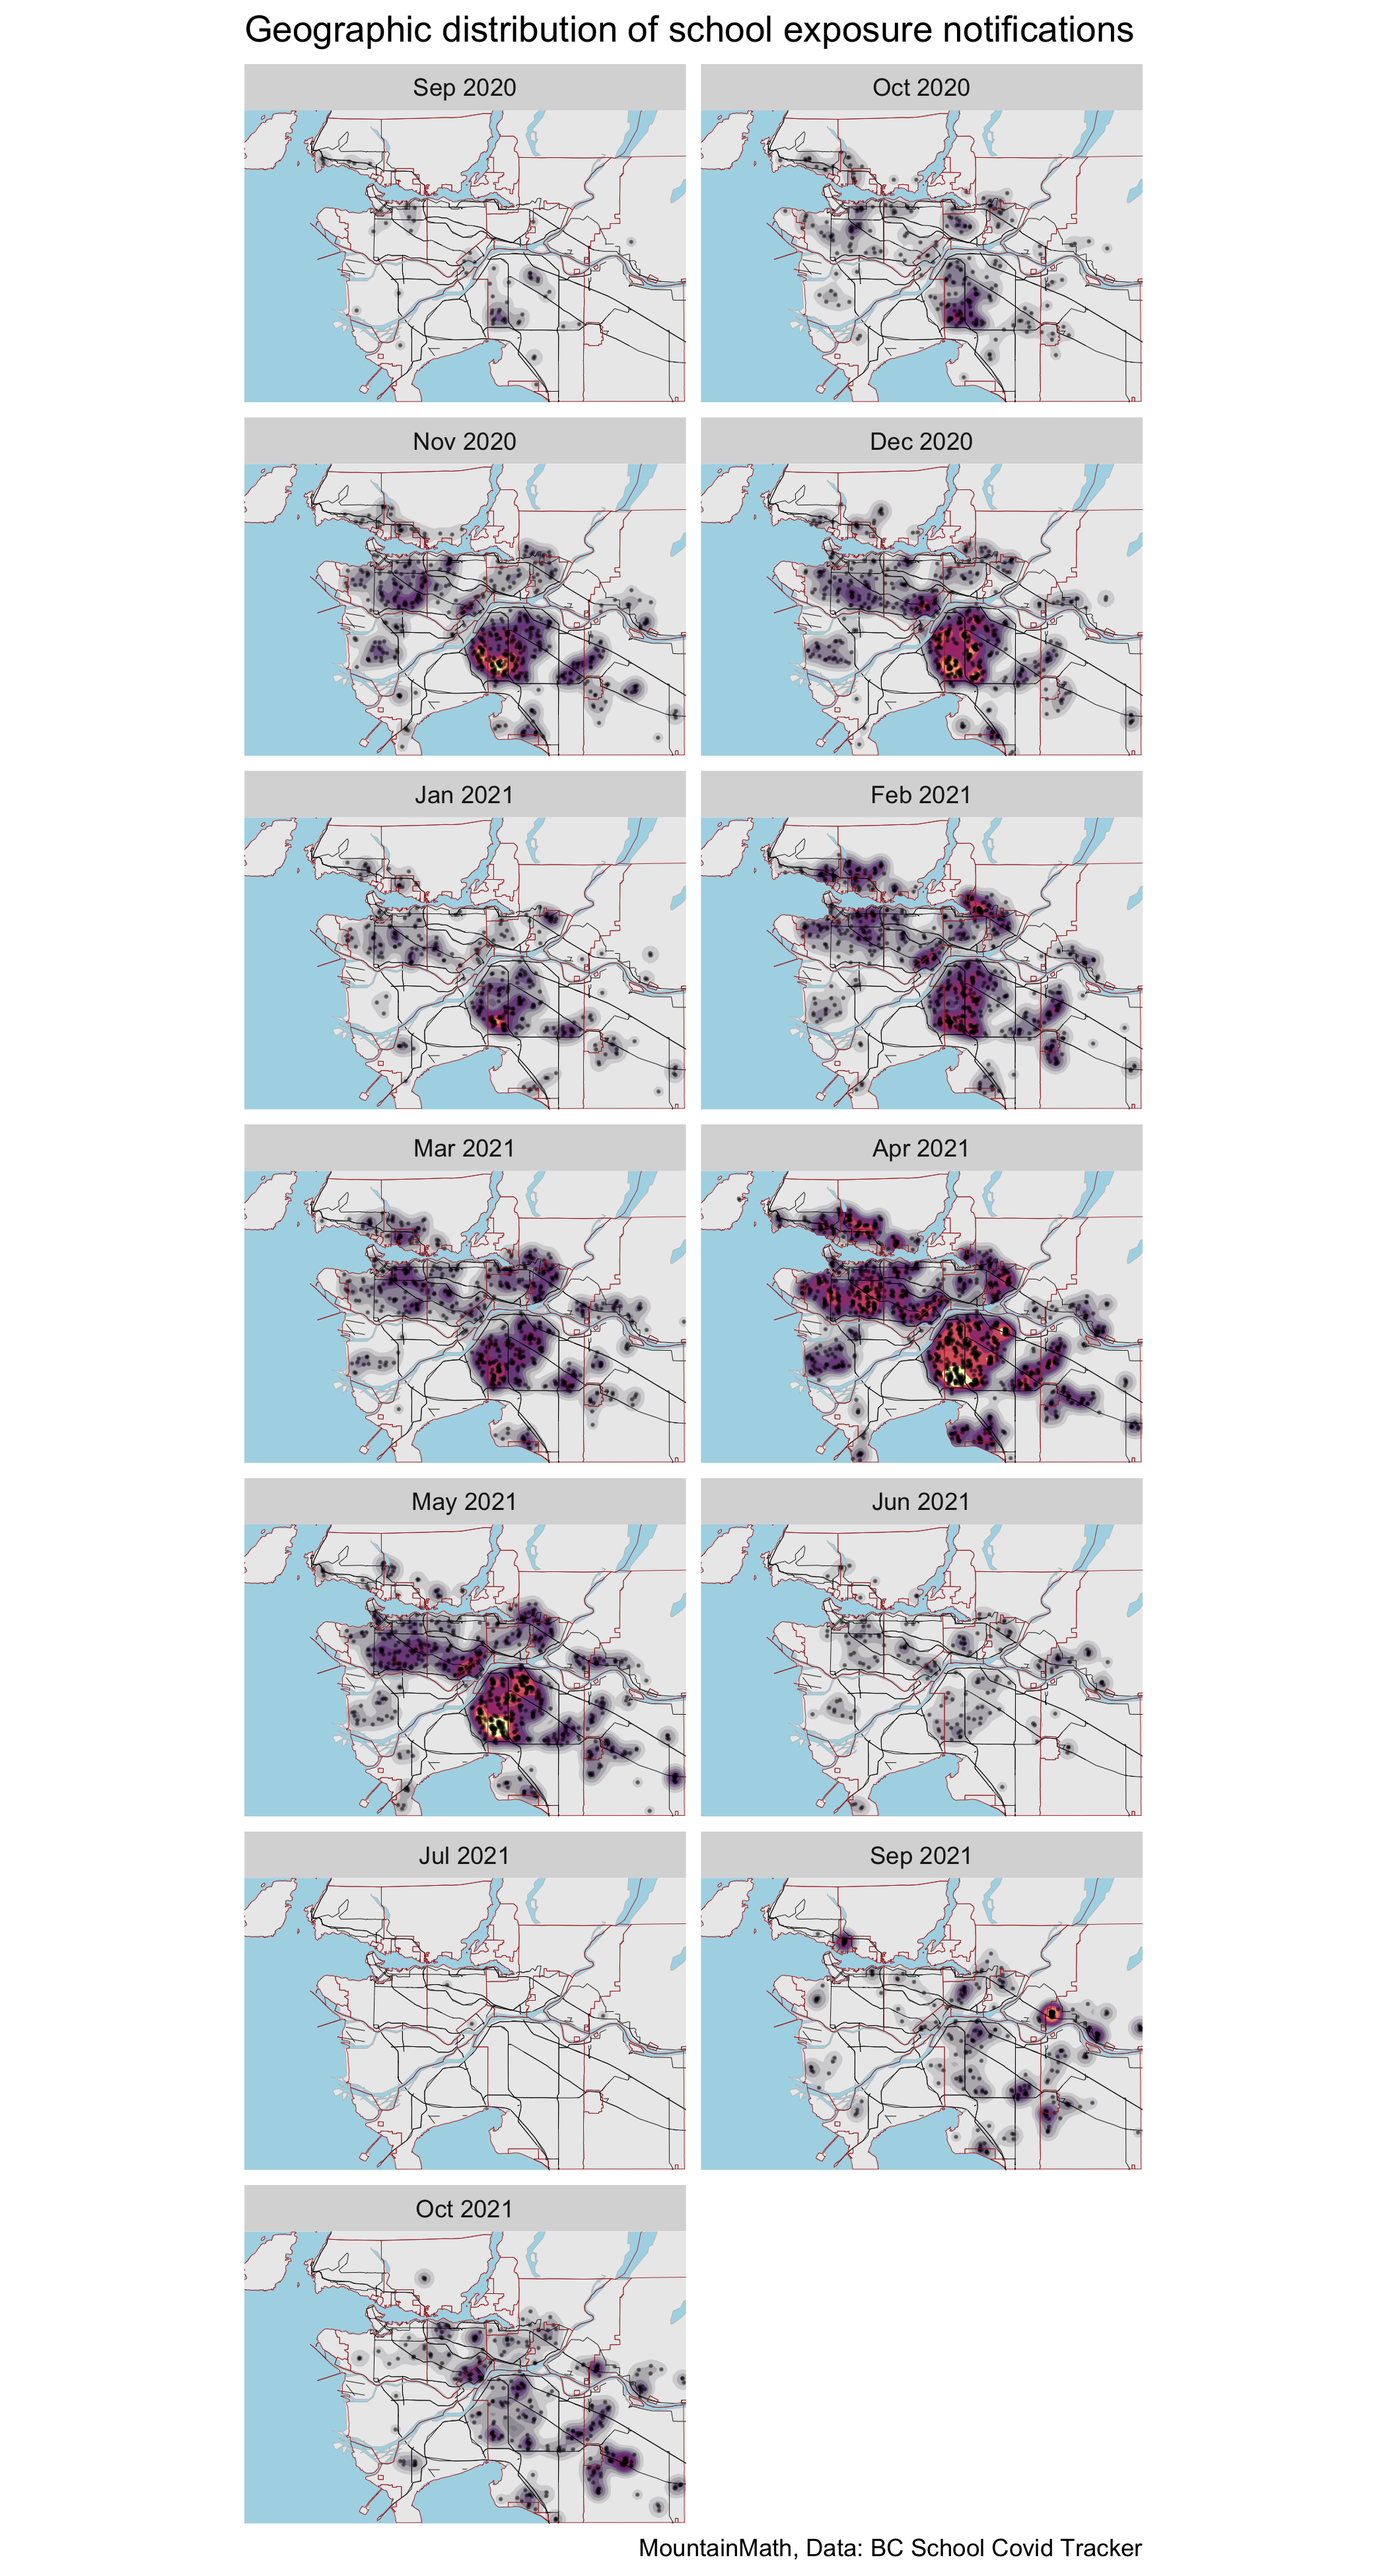 Geographic distribution of school exposure notifications
Sep 2020
Oct 2020
Nov 2020
Dec 2020
Jan 2021
Feb 2021
Mar 2021
Apr 2021
May 2021
Jun 2021
Jul 2021
Sep 2021
Oct 2021
MountainMath, Data: BC School Covid Tracker